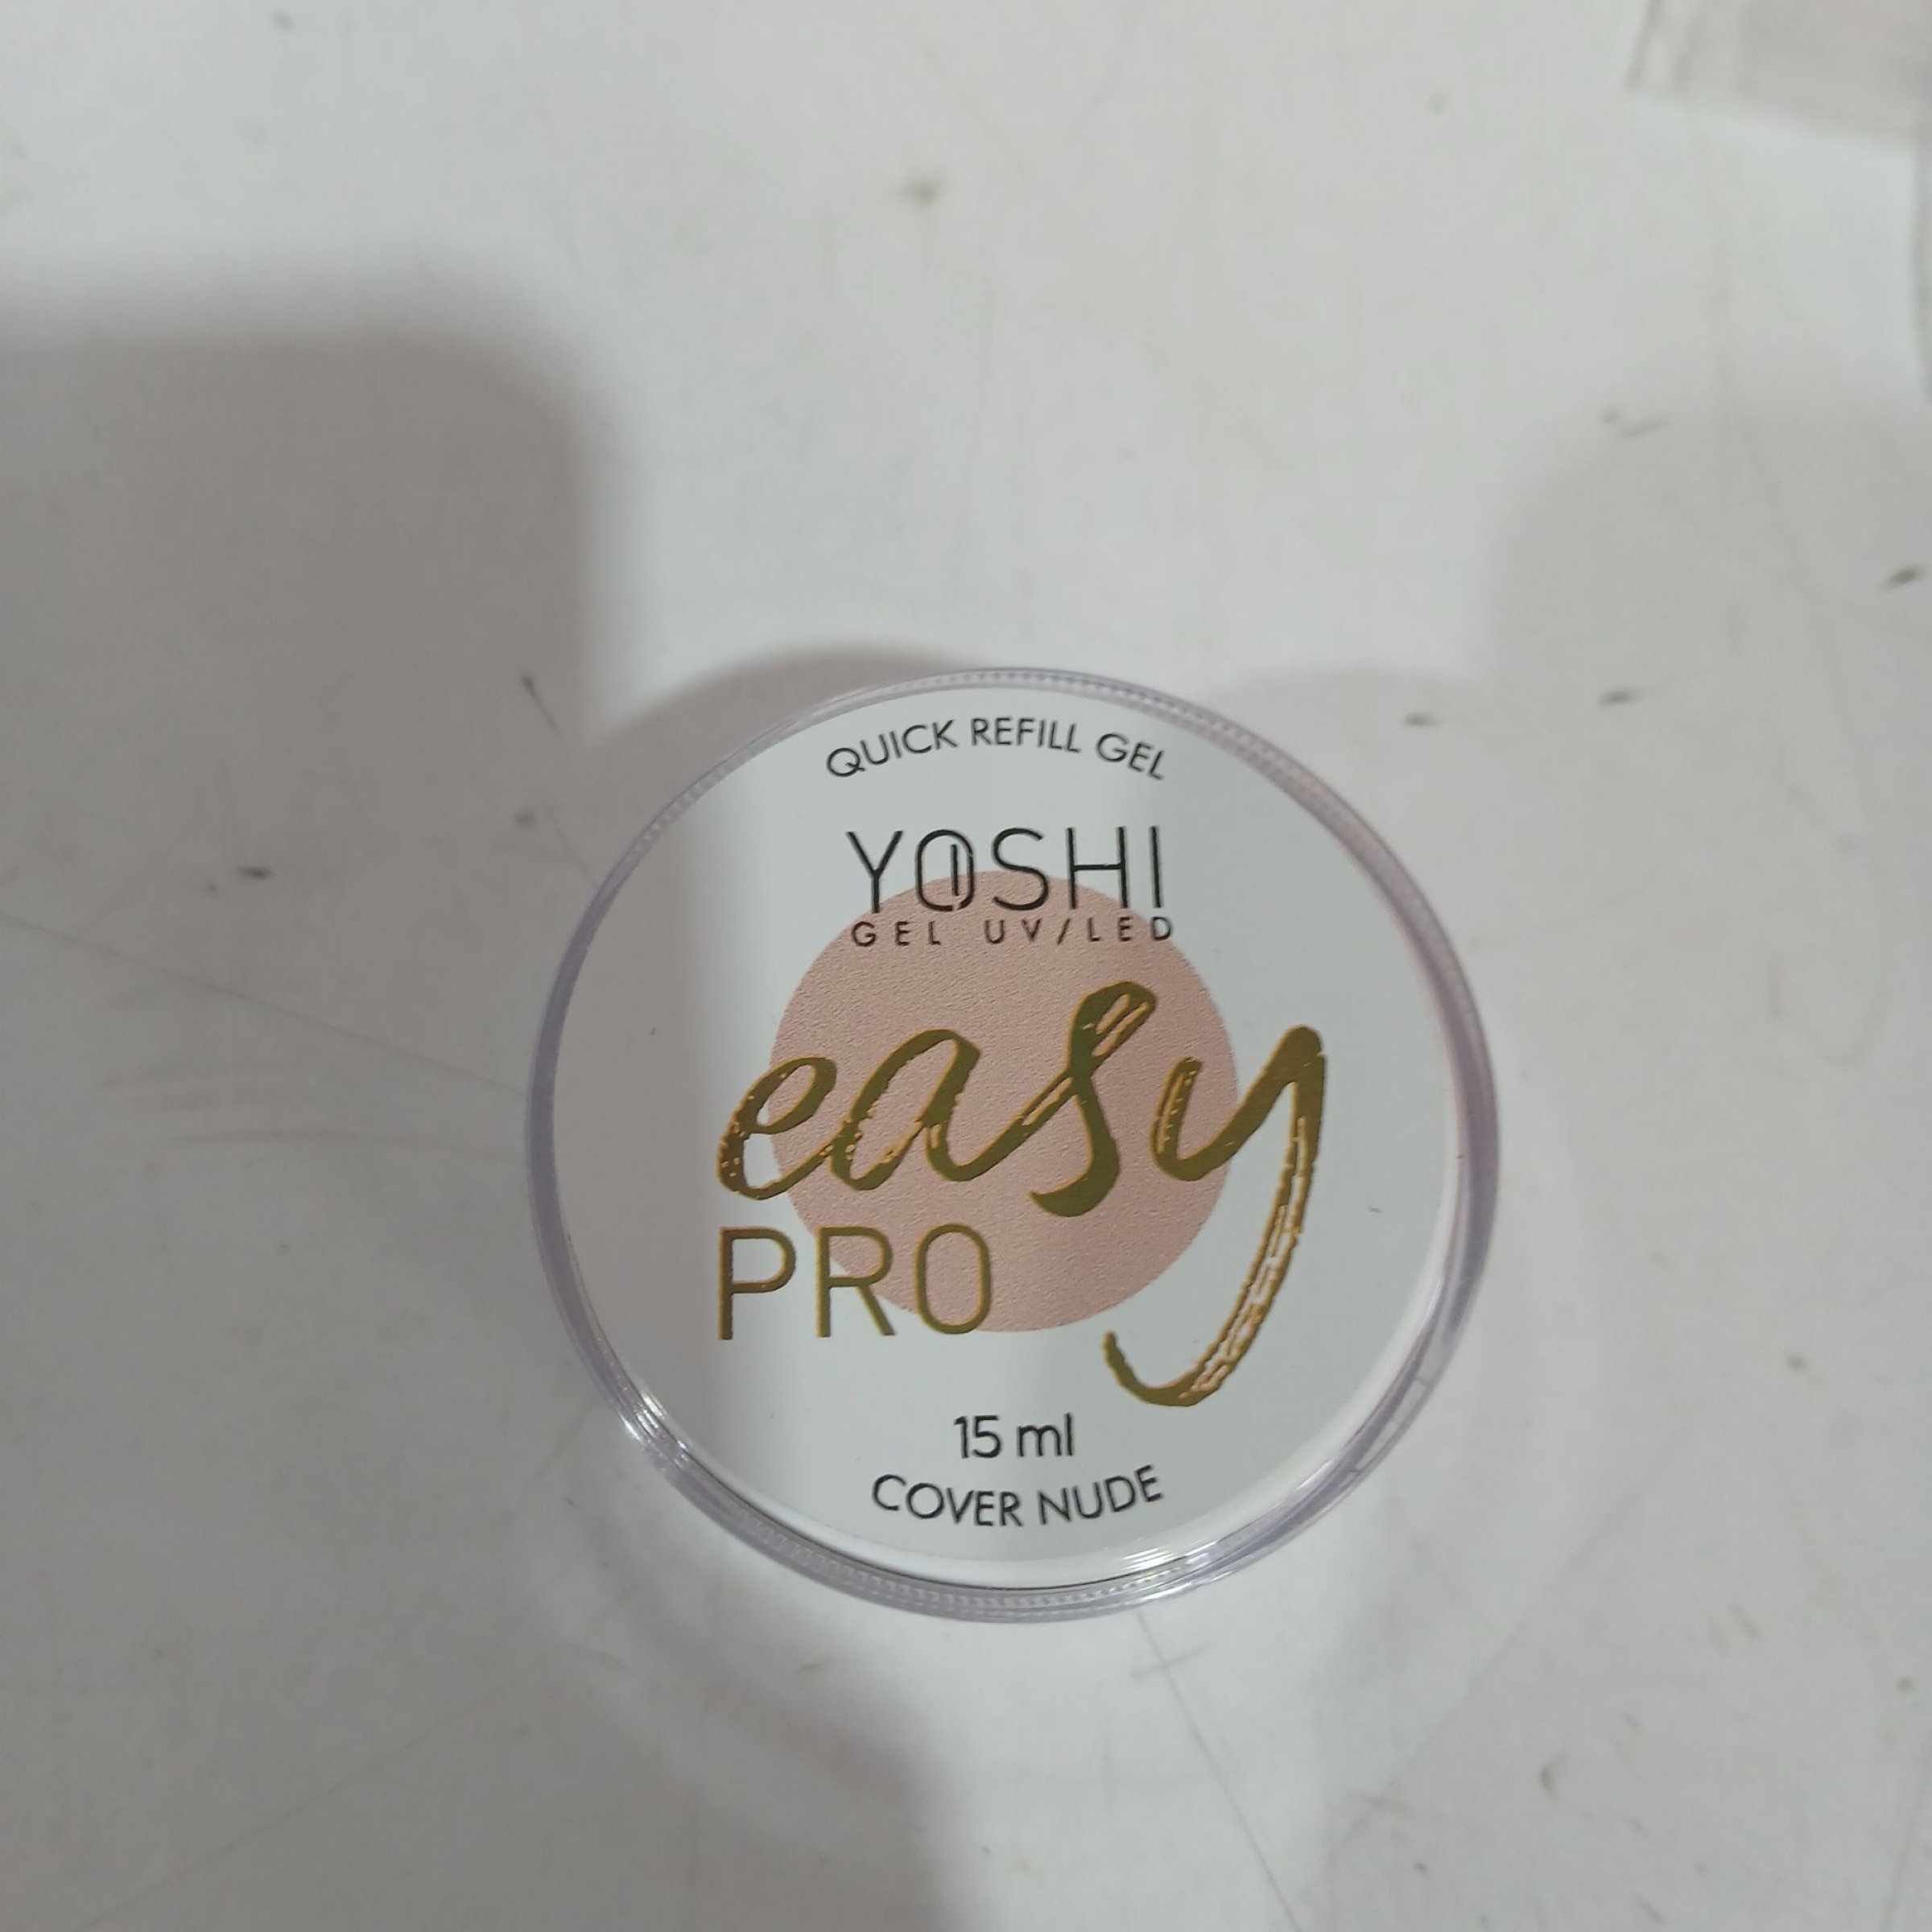 QUICK REFILL GEL
YOSHI
GEL UV/LED
easy
PRO
15 ml
COVER NUDE